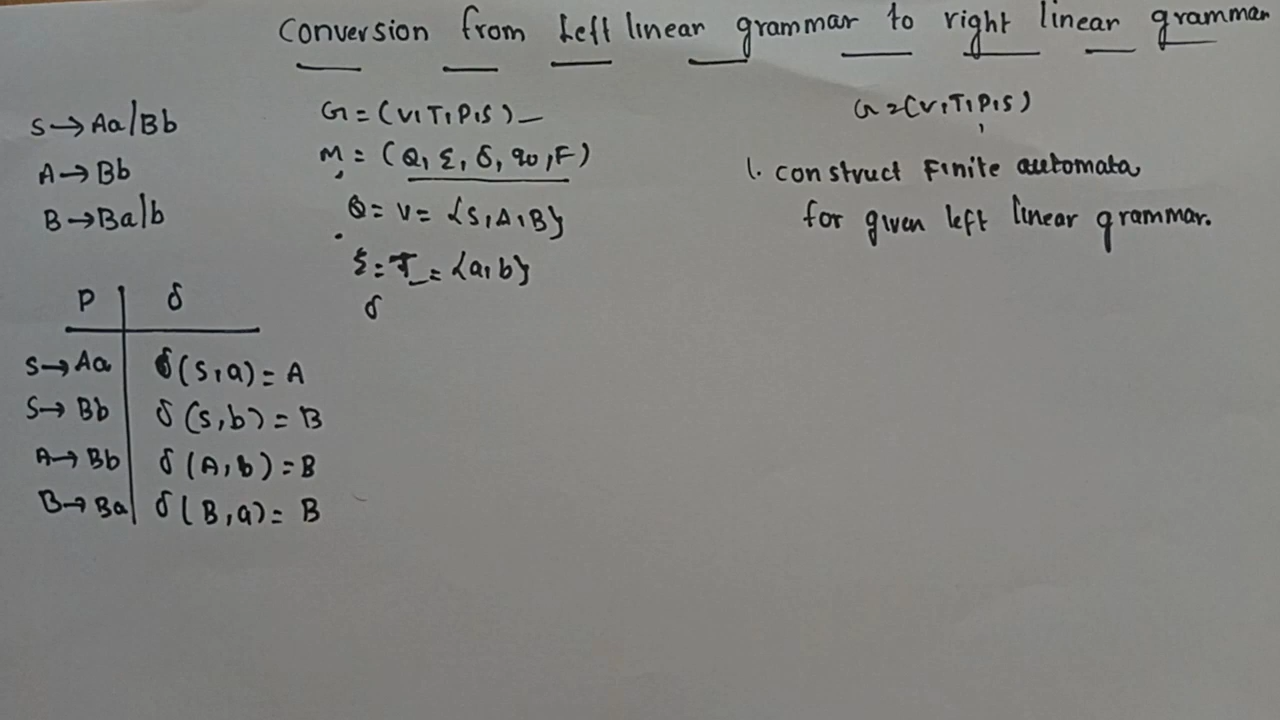 Conversion from Left linear grammar to right linear grammar
S→Aa/Bb
A→Bb
B→Ba/b
G=(V,T,P,S)
M=(Q,Σ,δ,q0,F)
Q=V={S,A,B}
Σ=T={a,b}
δ
G=(V,T,P,S)
1. construct Finite automata
for given left linear grammar.
P | δ
S→Aa | δ(S,a)=A
S→Bb | δ(S,b)=B
A→Bb | δ(A,b)=B
B→Ba | δ(B,a)=B